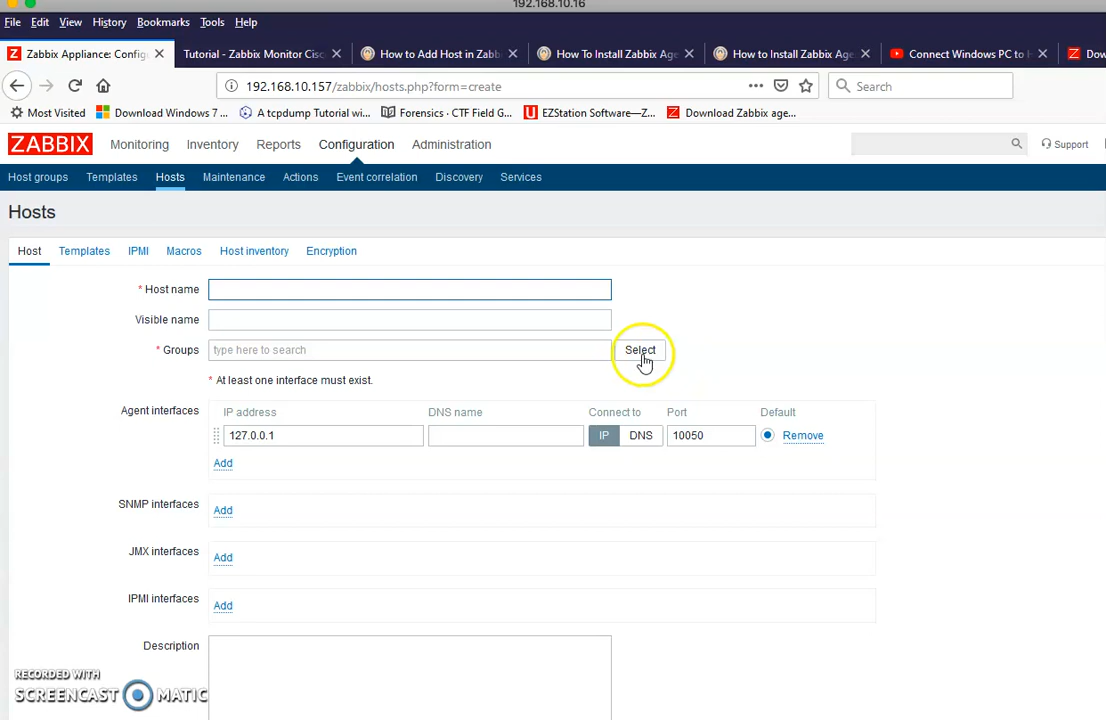 192.168.10.16
File Edit View History Bookmarks Tools Help
Zabbix Appliance: Config Tutorial - Zabbix Monitor Cisc How to Add Host in Zabb How To Install Zabbix Age How to Install Zabbix Age Connect Windows PC to Dow
192.168.10.157/zabbix/hosts.php?form=create Search
Most Visited Download Windows 7 ... A tcpdump Tutorial wi... Forensics · CTF Field G... EZStation Software—Z... Download Zabbix age...
ZABBIX Monitoring Inventory Reports Configuration Administration Support
Host groups Templates Hosts Maintenance Actions Event correlation Discovery Services
Hosts
Host Templates IPMI Macros Host inventory Encryption
* Host name
Visible name
* Groups type here to search Select
* At least one interface must exist.
Agent interfaces IP address DNS name Connect to Port Default
127.0.0.1 IP DNS 10050 Remove
Add
SNMP interfaces Add
JMX interfaces Add
IPMI interfaces Add
Description
RECORDED WITH
SCREENCAST MATIC